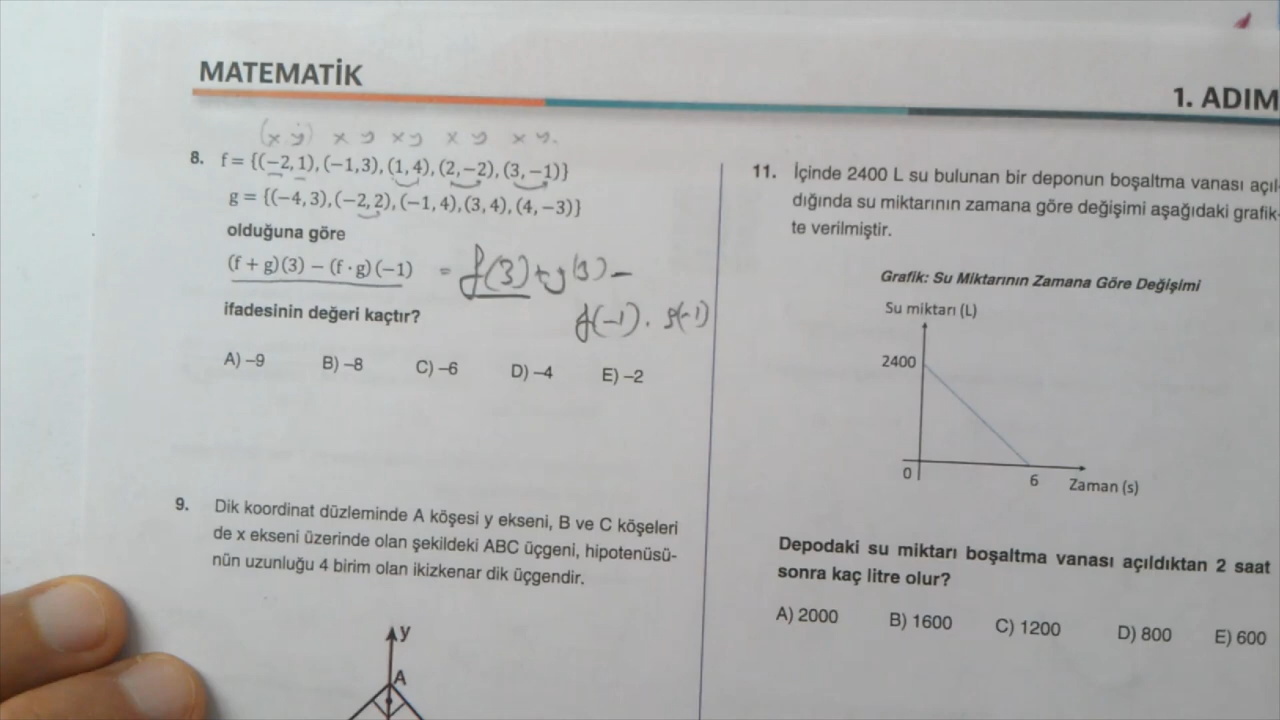 MATEMATİK
1. ADIM
(x y) x y x y x y x y.
8. f = {(−2, 1), (−1,3), (1, 4), (2, −2), (3, −1)}
g = {(−4, 3), (−2, 2), (−1, 4), (3, 4), (4, −3)}
olduğuna göre
(f + g)(3) − (f · g)(−1) = f(3) + g(3) −
f(−1) . g(−1)
ifadesinin değeri kaçtır?
A) −9 B) −8 C) −6 D) −4 E) −2
9. Dik koordinat düzleminde A köşesi y ekseni, B ve C köşeleri
de x ekseni üzerinde olan şekildeki ABC üçgeni, hipotenüsü-
nün uzunluğu 4 birim olan ikizkenar dik üçgendir.
y
A
11. İçinde 2400 L su bulunan bir deponun boşaltma vanası açıl-
dığında su miktarının zamana göre değişimi aşağıdaki grafik-
te verilmiştir.
Grafik: Su Miktarının Zamana Göre Değişimi
Su miktarı (L)
2400
0
6
Zaman (s)
Depodaki su miktarı boşaltma vanası açıldıktan 2 saat
sonra kaç litre olur?
A) 2000 B) 1600 C) 1200 D) 800 E) 600